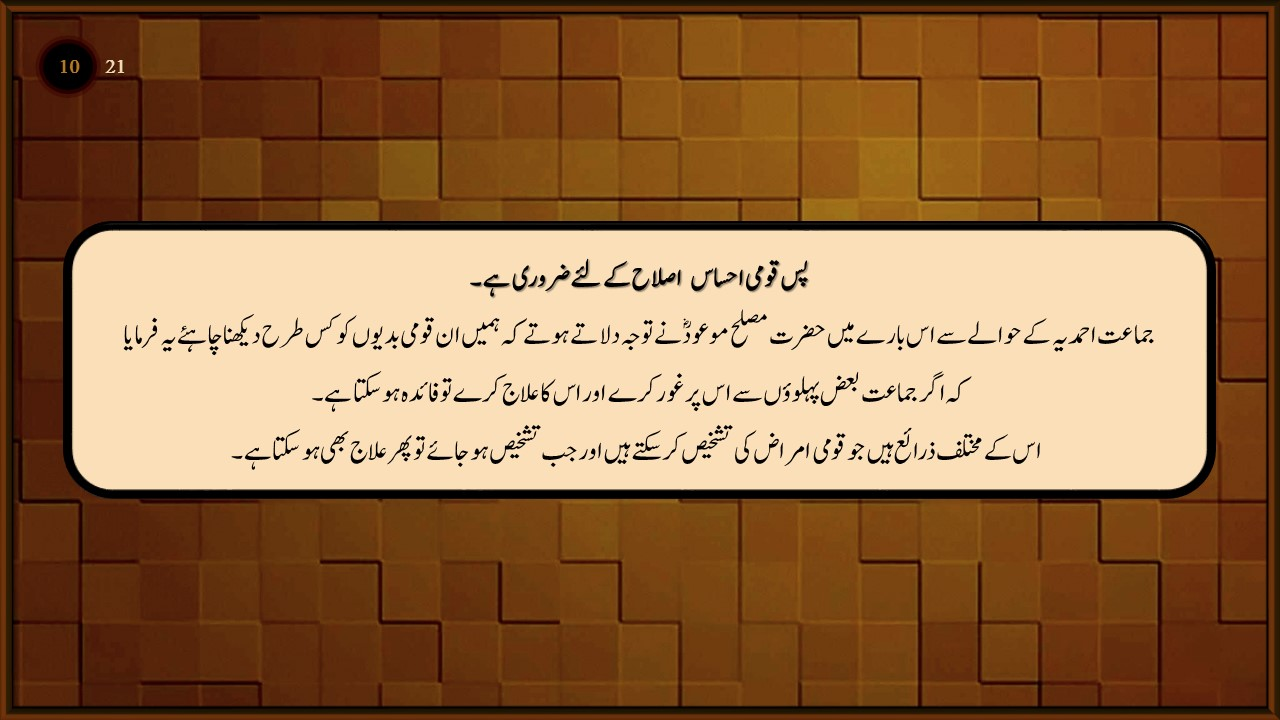 10 21
پس قومی احساس اصلاح کے لئے ضروری ہے۔
جماعت احمدیہ کے حوالے سے اس بارے میں حضرت مصلح موعودؓنے توجہ دلاتے ہوتے کہ ہمیں ان قومی بدیوں کو کس طرح دیکھنا چاہئے یہ فرمایا
کہ اگر جماعت بعض پہلوؤں سے اس پر غور کرے اور اس کا علاج کرے تو فائدہ ہو سکتا ہے۔
اس کے مختلف ذرائع ہیں جو قومی امراض کی تشخیص کر سکتے ہیں اور جب تشخیص ہو جائے تو پھر علاج بھی ہو سکتا ہے۔